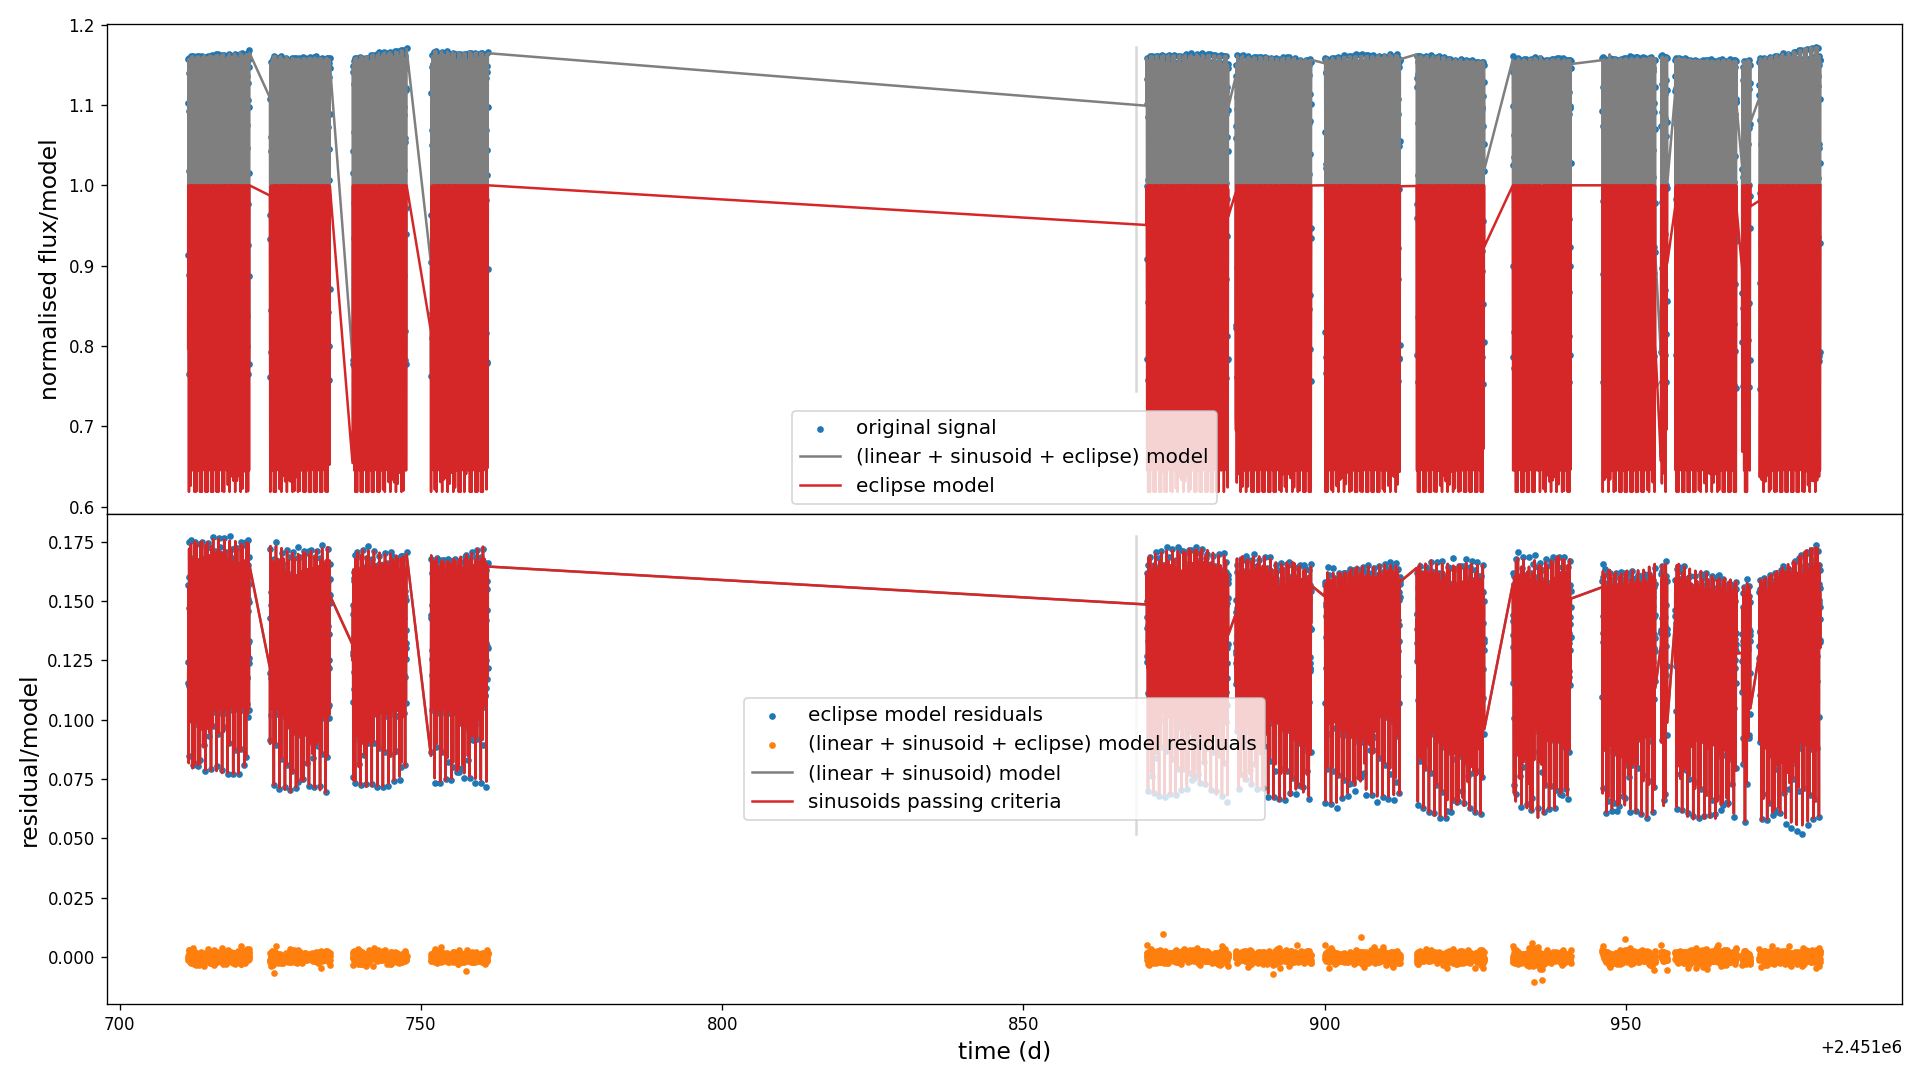 1.2
1.1
1.0
0.9
0.8
0.7
0.6
normalised flux/model
original signal
(linear + sinusoid + eclipse) model
eclipse model
0.175
0.150
0.125
0.100
0.075
0.050
0.025
0.000
residual/model
eclipse model residuals
(linear + sinusoid + eclipse) model residuals
(linear + sinusoid) model
sinusoids passing criteria
700 750 800 850 900 950
+2.451e6
time (d)